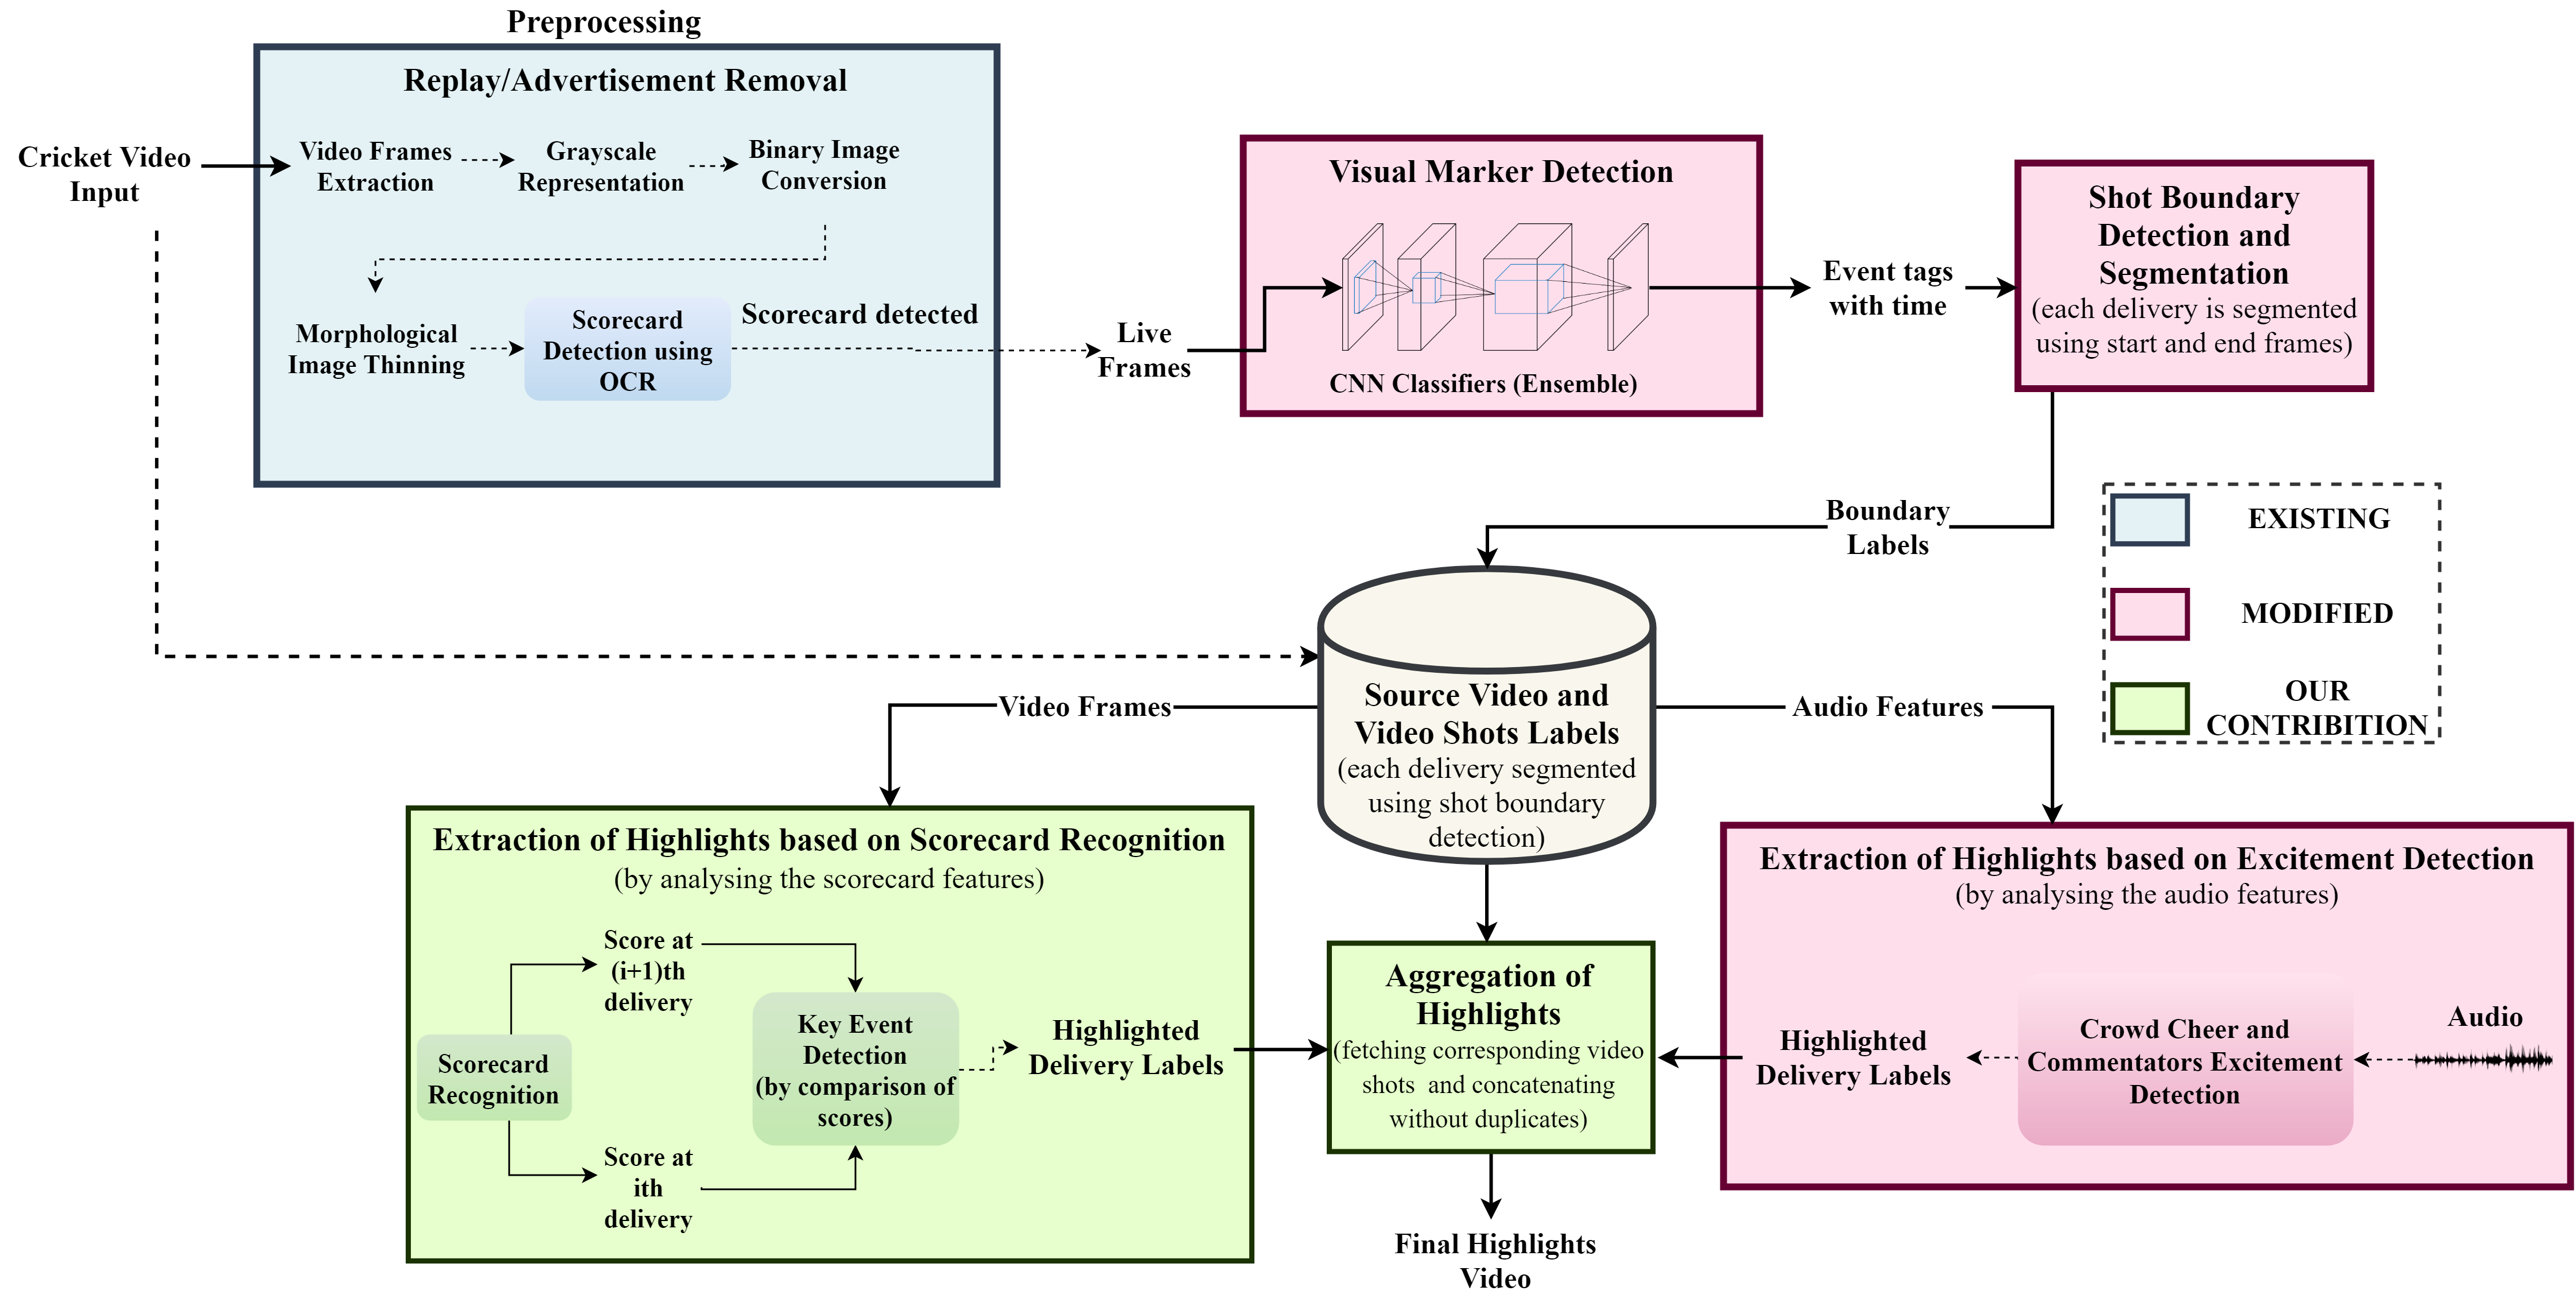 Preprocessing
Replay/Advertisement Removal
Cricket Video
Input
Video Frames
Extraction
Grayscale
Representation
Binary Image
Conversion
Morphological
Image Thinning
Scorecard
Detection using
OCR
Scorecard detected
Live
Frames
Visual Marker Detection
CNN Classifiers (Ensemble)
Event tags
with time
Shot Boundary
Detection and
Segmentation
(each delivery is segmented
using start and end frames)
Boundary
Labels
EXISTING
MODIFIED
OUR
CONTRIBITION
Source Video and
Video Shots Labels
(each delivery segmented
using shot boundary
detection)
Video Frames
Audio Features
Extraction of Highlights based on Scorecard Recognition
(by analysing the scorecard features)
Scorecard
Recognition
Score at
(i+1)th
delivery
Score at
ith
delivery
Key Event
Detection
(by comparison of
scores)
Highlighted
Delivery Labels
Aggregation of
Highlights
(fetching corresponding video
shots and concatenating
without duplicates)
Final Highlights
Video
Extraction of Highlights based on Excitement Detection
(by analysing the audio features)
Highlighted
Delivery Labels
Crowd Cheer and
Commentators Excitement
Detection
Audio